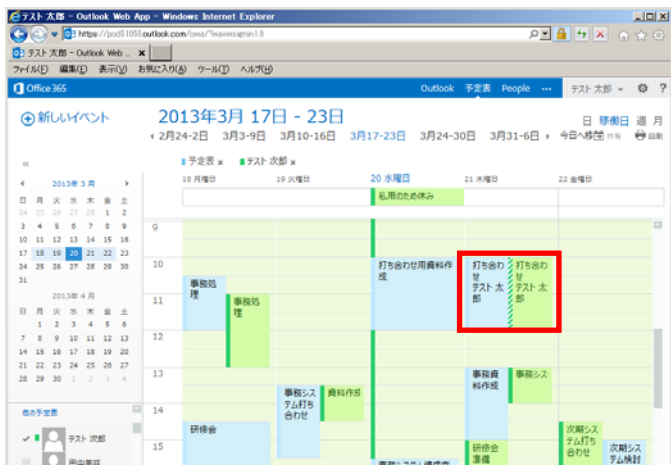 テスト 太郎 - Outlook Web App - Windows Internet Explorer
https://pod51055.outlook.com/owa/?wa=wsignin1.0
テスト 太郎 - Outlook Web ...
ファイル(F) 編集(E) 表示(V) お気に入り(A) ツール(T) ヘルプ(H)
Office 365
Outlook 予定表 People ... テスト 太郎 ?
新しいイベント
2013年3月 17日 - 23日
日 稼働日 週 月
2月24-2日 3月3-9日 3月10-16日 3月17-23日 3月24-30日 3月31-6日 今日へ移動 共有 印刷
予定表 x テスト 次郎 x
2013年 3月
日 月 火 水 木 金 土
24 25 26 27 28 1 2
3 4 5 6 7 8 9
10 11 12 13 14 15 16
17 18 19 20 21 22 23
24 25 26 27 28 29 30
31
2013年 4月
日 月 火 水 木 金 土
1 2 3 4 5 6
7 8 9 10 11 12 13
14 15 16 17 18 19 20
21 22 23 24 25 26 27
28 29 30 1 2 3 4
他の予定表
テスト 次郎
18 月曜日 19 火曜日 20 水曜日 21 木曜日 22 金曜日
私用のため休み
9
10
11
12
13
14
15
事務処
理
事務処
理
研修会
事務シス
テム打ち
合わせ
資料作成
打ち合わせ用資料作
成
打ち合わ
せ
テスト 太
郎
打ち合わ
せ
テスト 太
郎
事務資
料作成
事務シス
研修会
準備
次期シス
テム打ち
合わせ
次期シス
テム検討